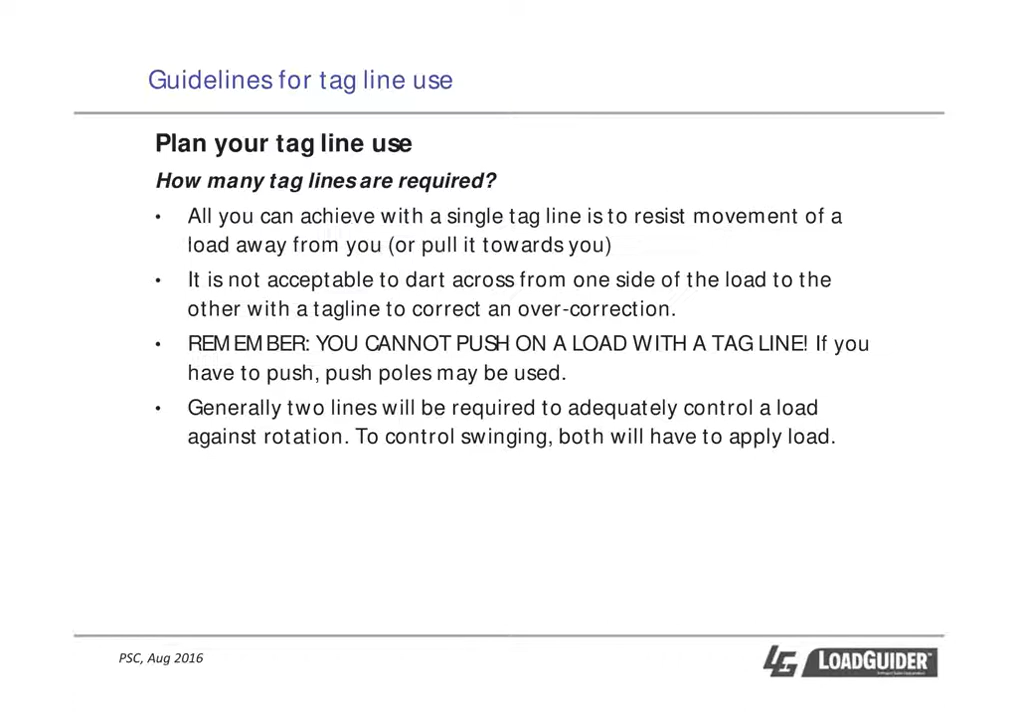 Guidelines for tag line use
Plan your tag line use
How many tag lines are required?
• All you can achieve with a single tag line is to resist movement of a
load away from you (or pull it towards you)
• It is not acceptable to dart across from one side of the load to the
other with a tagline to correct an over-correction.
• REMEMBER: YOU CANNOT PUSH ON A LOAD WITH A TAG LINE! If you
have to push, push poles may be used.
• Generally two lines will be required to adequately control a load
against rotation. To control swinging, both will have to apply load.
PSC, Aug 2016
LG LOADGUIDER™